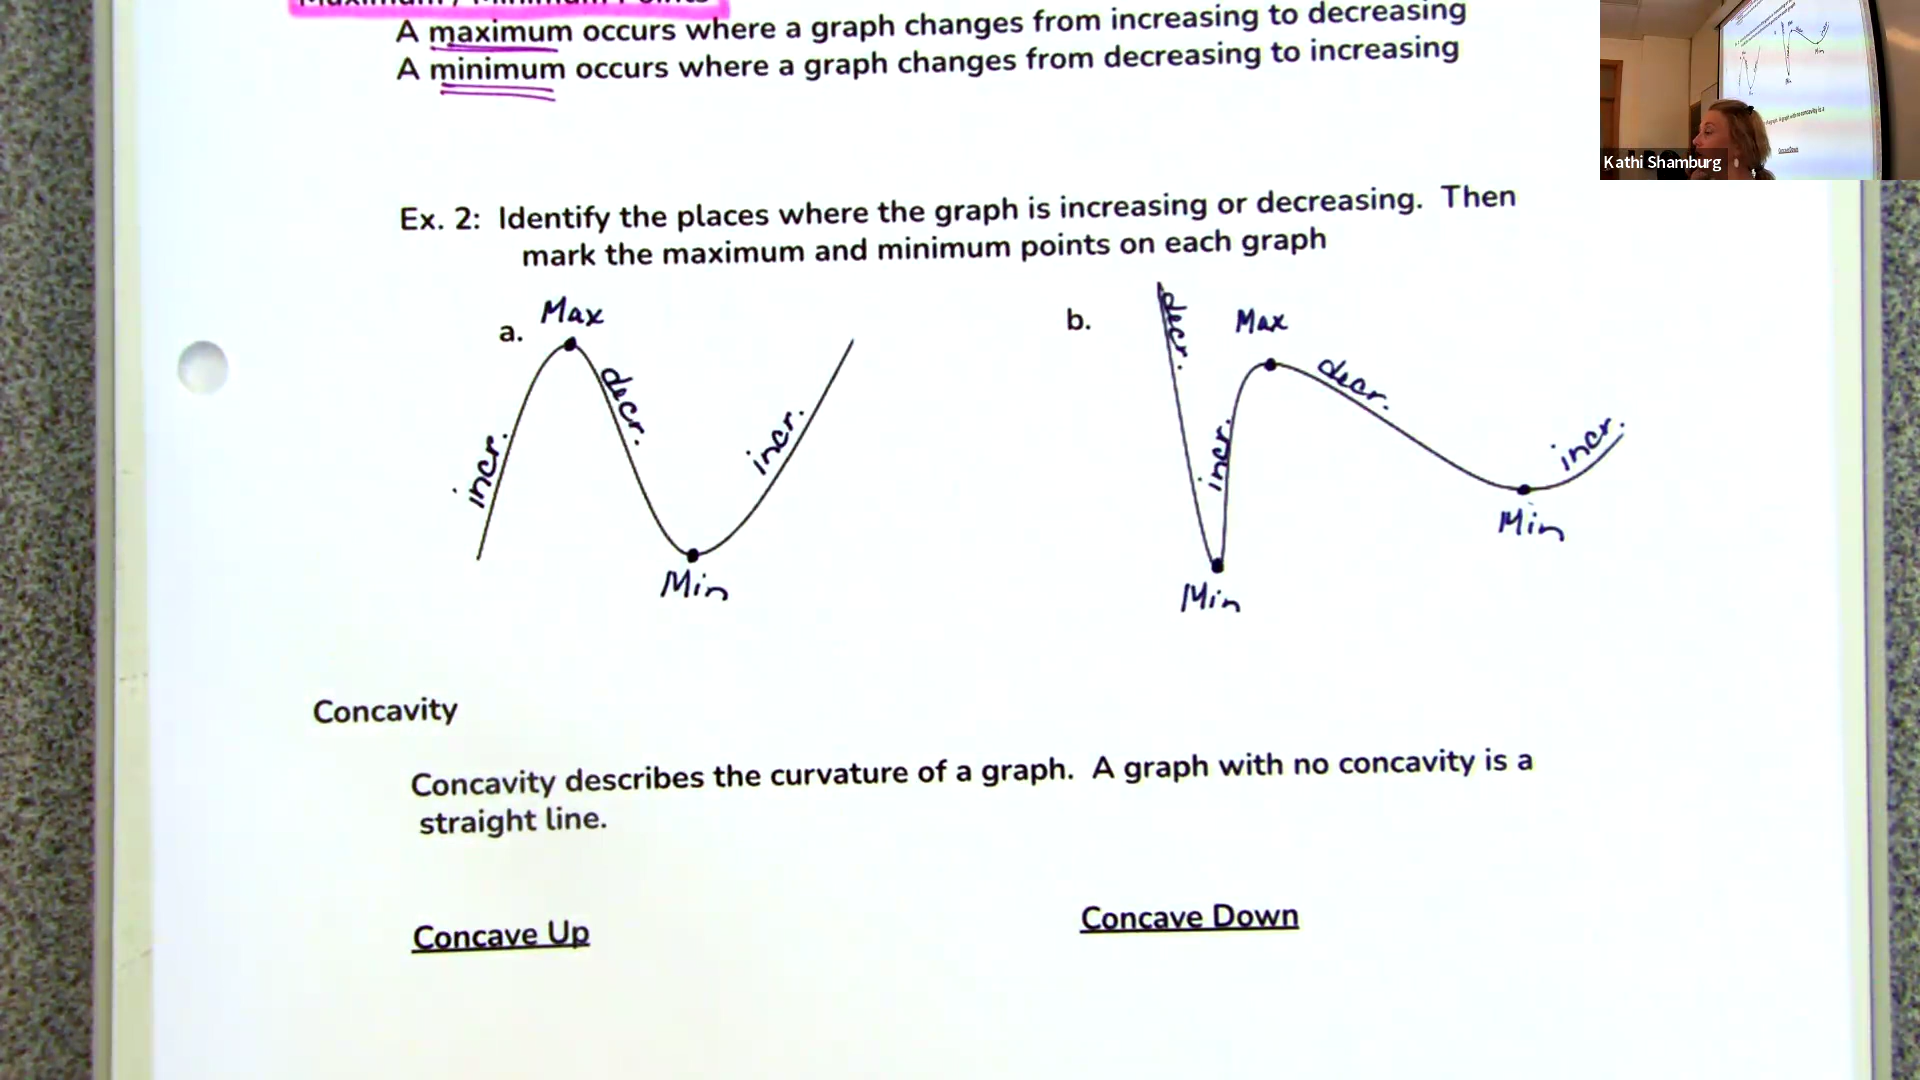 Maximum / Minimum Points
A maximum occurs where a graph changes from increasing to decreasing
A minimum occurs where a graph changes from decreasing to increasing
Kathi Shamburg
Ex. 2: Identify the places where the graph is increasing or decreasing. Then
mark the maximum and minimum points on each graph
a.
Max
incr.
decr.
incr.
Min
b.
decr.
Max
incr.
decr.
incr.
Min
Min
Concavity
Concavity describes the curvature of a graph. A graph with no concavity is a
straight line.
Concave Up
Concave Down